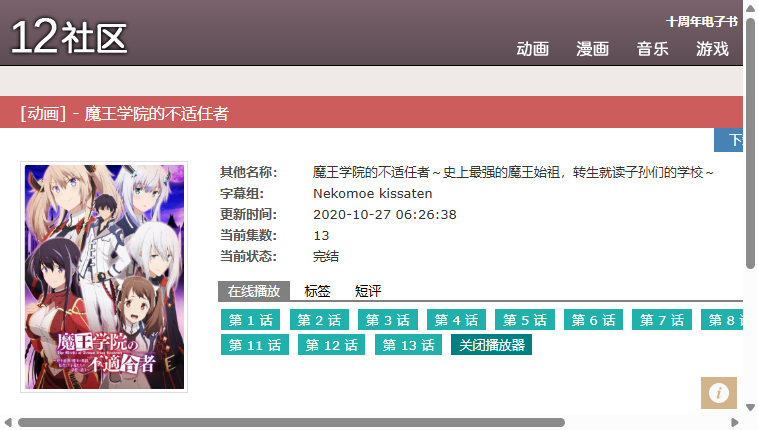 12社区
十周年电子书
动画 漫画 音乐 游戏
[动画] - 魔王学院的不适任者
其他名称: 魔王学院的不适任者～史上最强的魔王始祖，转生就读子孙们的学校～
字幕组: Nekomoe kissaten
更新时间: 2020-10-27 06:26:38
当前集数: 13
当前状态: 完结
在线播放 标签 短评
第 1 话 第 2 话 第 3 话 第 4 话 第 5 话 第 6 话 第 7 话 第 8
第 11 话 第 12 话 第 13 话 关闭播放器
魔王学院の
不適合者